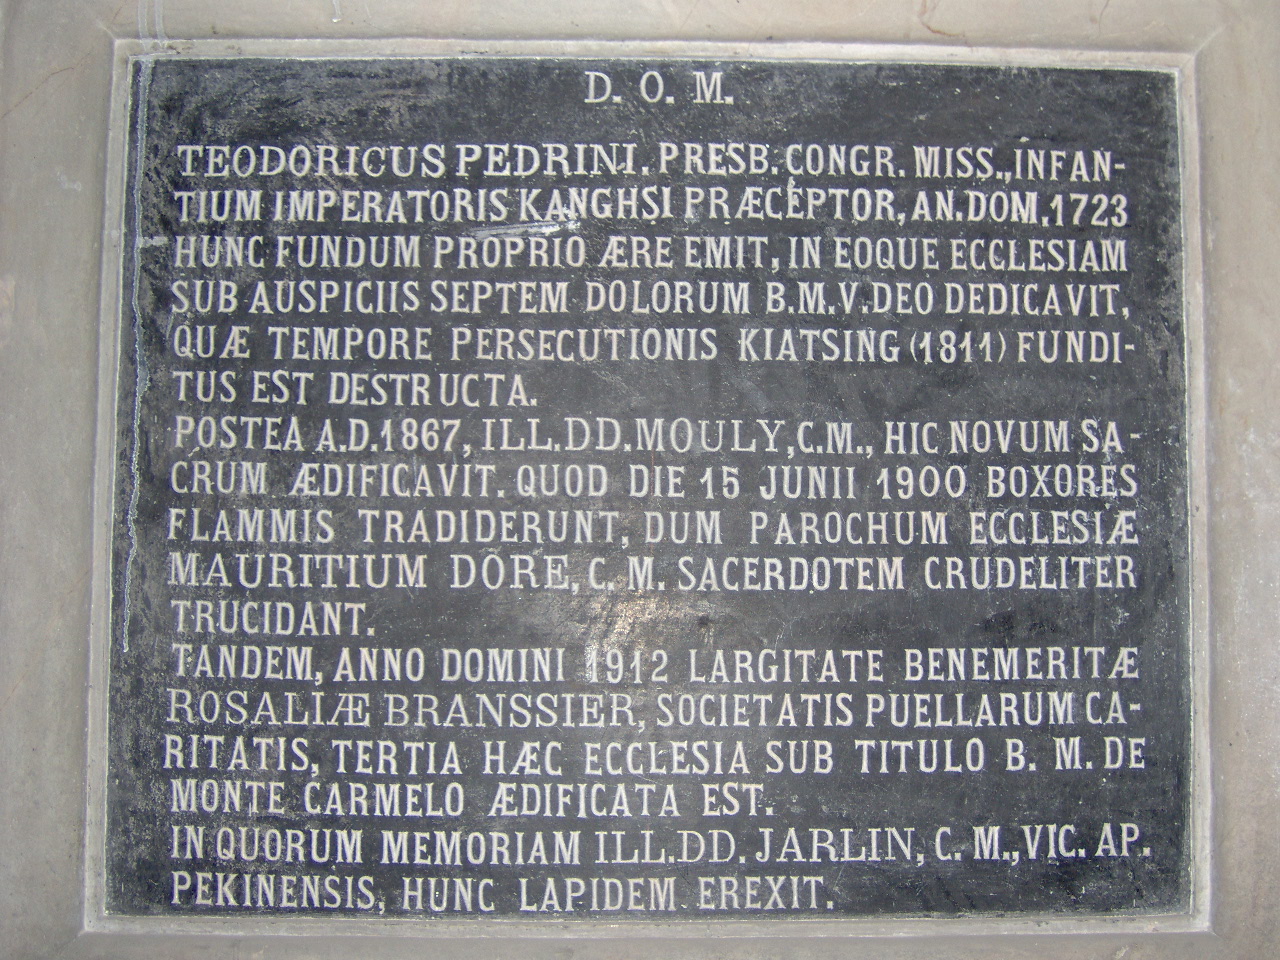 D. O. M.
TEODORICUS PEDRINI. PRESB. CONGR. MISS., INFAN-
TIUM IMPERATORIS KANGHSI PRÆCEPTOR, AN. DOM. 1723
HUNC FUNDUM PROPRIO ÆRE EMIT, IN EOQUE ECCLESIAM
SUB AUSPICIIS SEPTEM DOLORUM B.M.V. DEO DEDICAVIT,
QUÆ TEMPORE PERSECUTIONIS KIATSING (1811) FUNDI-
TUS EST DESTRUCTA.
POSTEA A.D. 1867, ILL. DD. MOULY, C.M., HIC NOVUM SA-
CRUM ÆDIFICAVIT. QUOD DIE 15 JUNII 1900 BOXORES
FLAMMIS TRADIDERUNT, DUM PAROCHUM ECCLESIÆ
MAURITIUM DORE, C. M. SACERDOTEM CRUDELITER
TRUCIDANT.
TANDEM, ANNO DOMINI 1912 LARGITATE BENEMERITÆ
ROSALIÆ BRANSSIER, SOCIETATIS PUELLARUM CA-
RITATIS, TERTIA HÆC ECCLESIA SUB TITULO B. M. DE
MONTE CARMELO ÆDIFICATA EST.
IN QUORUM MEMORIAM ILL. DD. JARLIN, C. M., VIC. AP.
PEKINENSIS, HUNC LAPIDEM EREXIT.